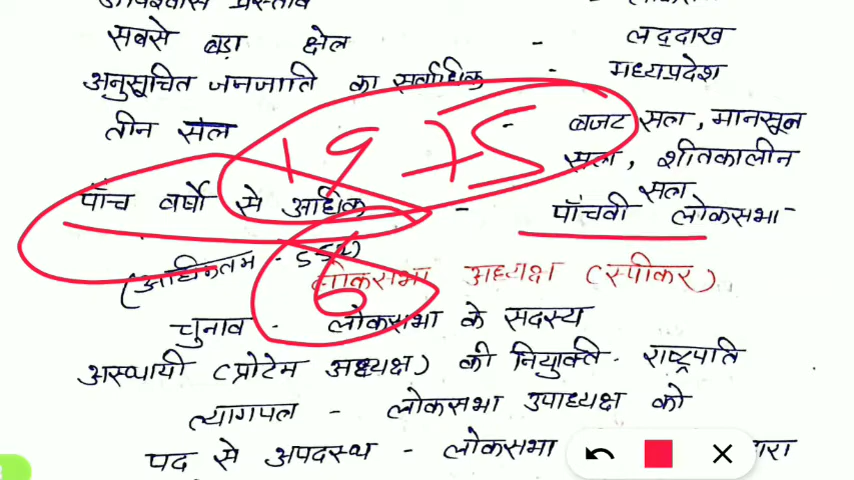 सबसे बड़ा क्षेत्र - लद्दाख
अनुसूचित जनजाति का सर्वाधिक - मध्यप्रदेश
तीन सत्र - बजट सत्र, मानसून
सत्र, शीतकालीन
सत्र
1975
पाँच वर्षो से अधिक - पाँचवी लोकसभा
6
(अधिकतम -
लोकसभा अध्यक्ष (स्पीकर)
चुनाव - लोकसभा के सदस्य
अस्थायी (प्रोटेम अध्यक्ष) की नियुक्ति - राष्ट्रपति
त्यागपत्र - लोकसभा उपाध्यक्ष को
पद से अपदस्थ - लोकसभा